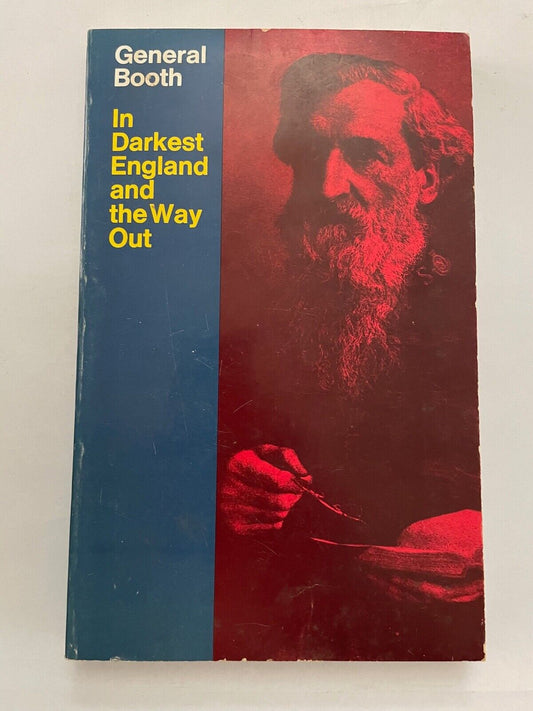 General
Booth
In
Darkest
England
and
the Way
Out